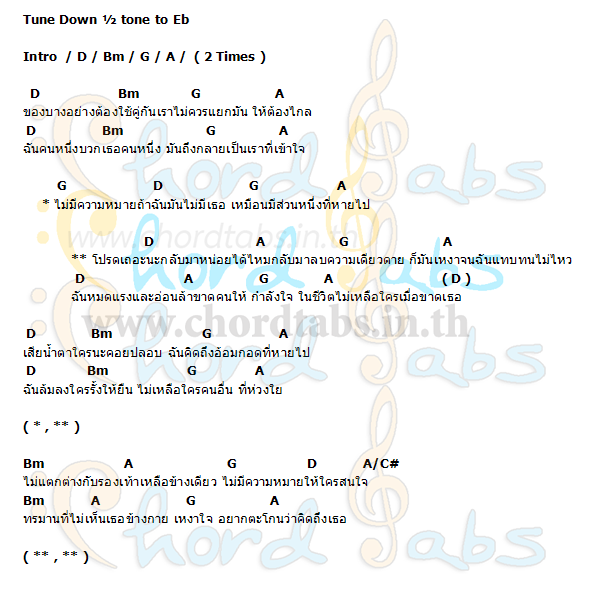 Tune Down ½ tone to Eb
Intro / D / Bm / G / A / ( 2 Times )
D Bm G A
ของบางอย่างต้องใช้คู่กันเราไม่ควรแยกมัน ให้ต้องไกล
D Bm G A
ฉันคนหนึ่งบวกเธอคนหนึ่ง มันถึงกลายเป็นเราที่เข้าใจ
G D G A
* ไม่มีความหมายถ้าฉันมันไม่มีเธอ เหมือนมีส่วนหนึ่งที่หายไป
www.chordtabs.in.th
D A G A
** โปรดเถอะนะกลับมาหน่อยได้ไหมกลับมาลบความเดียวดาย ก็มันเหงาจนฉันแทบทนไม่ไหว
D A G A ( D )
ฉันหมดแรงและอ่อนล้าขาดคนให้ กำลังใจ ในชีวิตไม่เหลือใครเมื่อขาดเธอ
www.chordtabs.in.th
D Bm G A
เสียน้ำตาใครนะคอยปลอบ ฉันคิดถึงอ้อมกอดที่หายไป
D Bm G A
ฉันล้มลงใครรั้งให้ยืน ไม่เหลือใครคนอื่น ที่ห่วงใย
( * , ** )
Bm A G D A/C#
ไม่แตกต่างกับรองเท้าเหลือข้างเดียว ไม่มีความหมายให้ใครสนใจ
Bm A G A
ทรมานที่ไม่เห็นเธอข้างกาย เหงาใจ อยากตะโกนว่าคิดถึงเธอ
( ** , ** )